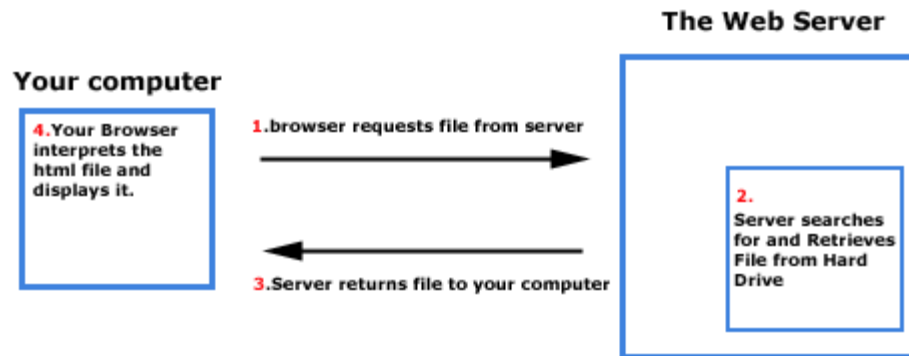 The Web Server
Your computer
4.Your Browser
interprets the
html file and
displays it.
1.browser requests file from server
2.
Server searches
for and Retrieves
File from Hard
Drive
3.Server returns file to your computer